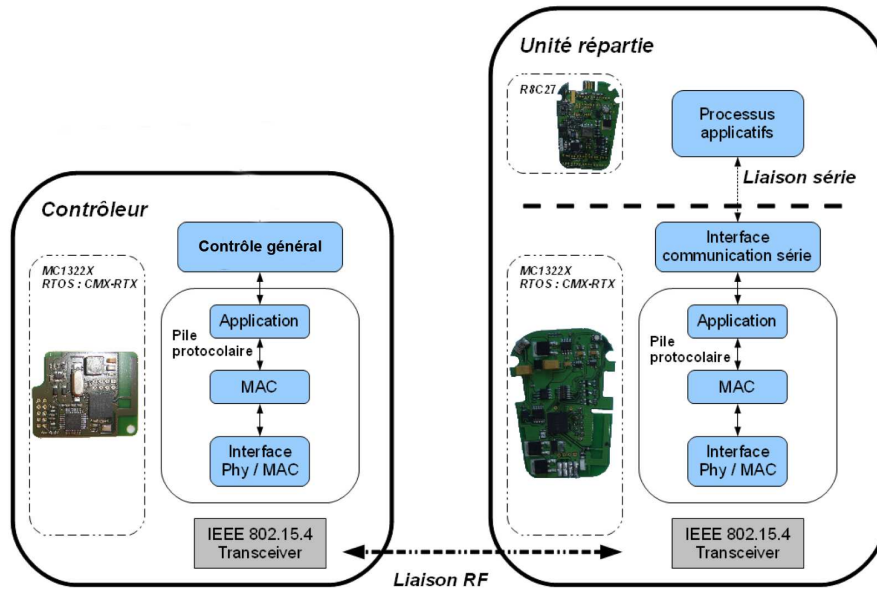 Unité répartie
R8C27
Processus
applicatifs
Liaison série
Contrôleur
Contrôle général
Interface
communication série
MC1322X
RTOS : CMX-RTX
MC1322X
RTOS : CMX-RTX
Application
Pile
protocolaire
MAC
Interface
Phy / MAC
Application
Pile
protocolaire
MAC
Interface
Phy / MAC
IEEE 802.15.4
Transceiver
IEEE 802.15.4
Transceiver
Liaison RF